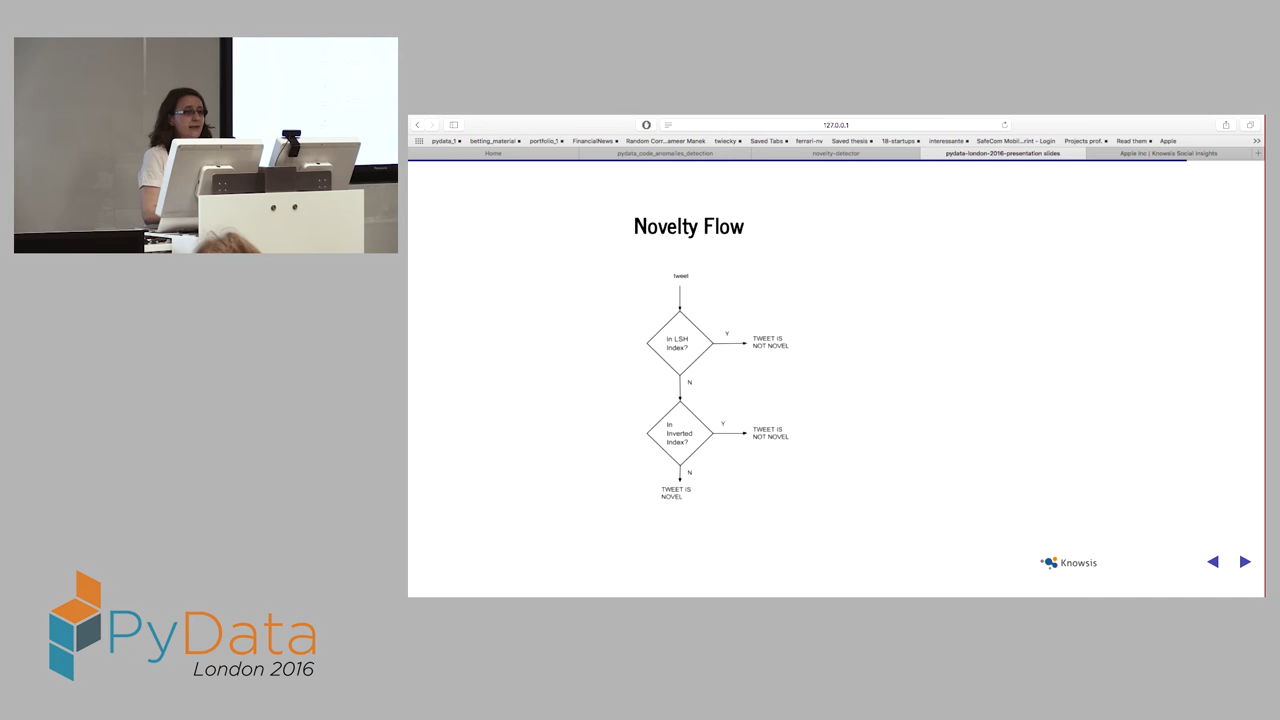 127.0.0.1
pydata_1 betting_material portfolio_1 FinancialNews Random Corr...ameer Manek twiecky Saved Tabs ferrari-nv Saved thesis 18-startups interessante SafeCom Mobil...rint - Login Projects prof. Read them Apple
Home pydata_code_anomalies_detection novelty-detector pydata-london-2016-presentation slides Apple Inc | Knowsis Social Insights
Novelty Flow
tweet
In LSH
Index?
Y
TWEET IS
NOT NOVEL
N
In
Inverted
Index?
Y
TWEET IS
NOT NOVEL
N
TWEET IS
NOVEL
Knowsis
PyData
London 2016